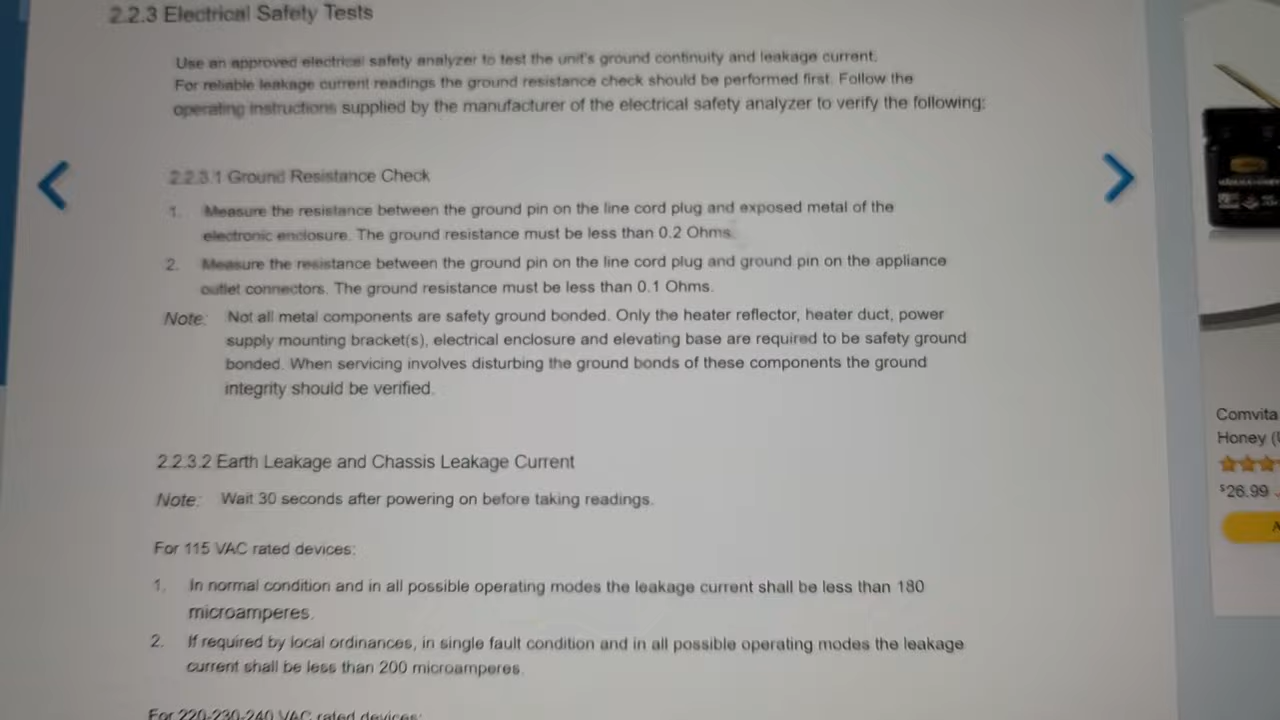 2.2.3 Electrical Safety Tests
Use an approved electrical safety analyzer to test the unit's ground continuity and leakage current.
For reliable leakage current readings the ground resistance check should be performed first. Follow the
operating instructions supplied by the manufacturer of the electrical safety analyzer to verify the following:
2.2.3.1 Ground Resistance Check
1. Measure the resistance between the ground pin on the line cord plug and exposed metal of the
electronic enclosure. The ground resistance must be less than 0.2 Ohms.
2. Measure the resistance between the ground pin on the line cord plug and ground pin on the appliance
outlet connectors. The ground resistance must be less than 0.1 Ohms.
Note: Not all metal components are safety ground bonded. Only the heater reflector, heater duct, power
supply mounting bracket(s), electrical enclosure and elevating base are required to be safety ground
bonded. When servicing involves disturbing the ground bonds of these components the ground
integrity should be verified.
2.2.3.2 Earth Leakage and Chassis Leakage Current
Note: Wait 30 seconds after powering on before taking readings.
For 115 VAC rated devices:
1. In normal condition and in all possible operating modes the leakage current shall be less than 180
microamperes.
2. If required by local ordinances, in single fault condition and in all possible operating modes the leakage
current shall be less than 200 microamperes.
For 220-230-240 VAC rated devices:
Comvita
Honey (
$26.99